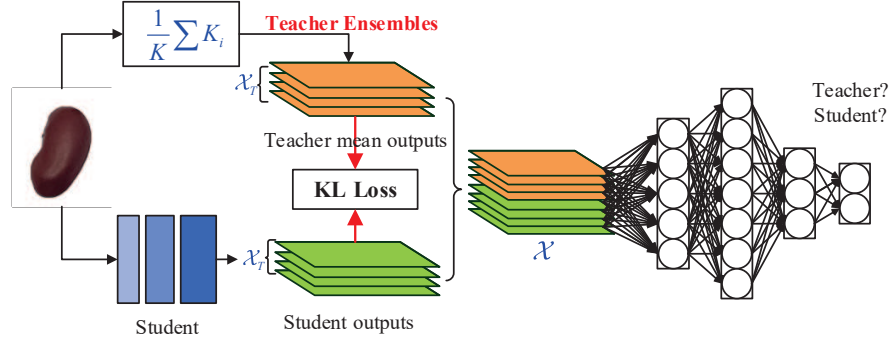 1/K ∑ K_i
Teacher Ensembles
𝒳_T
Teacher mean outputs
KL Loss
𝒳_T
Student outputs
Student
𝒳
Teacher?
Student?